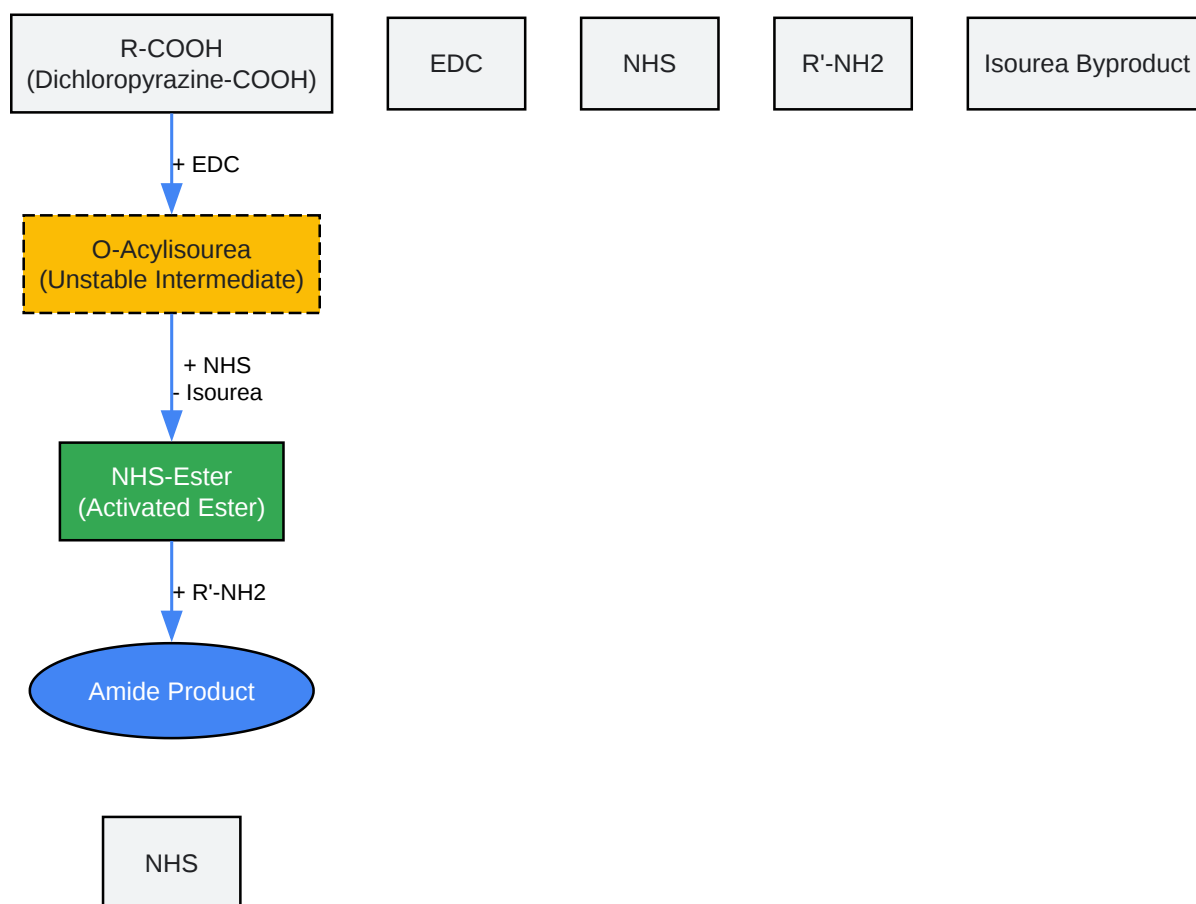 R-COOH
(Dichloropyrazine-COOH)
EDC
NHS
R'-NH2
Isourea Byproduct
+ EDC
O-Acylisourea
(Unstable Intermediate)
+ NHS
- Isourea
NHS-Ester
(Activated Ester)
+ R'-NH2
Amide Product
NHS